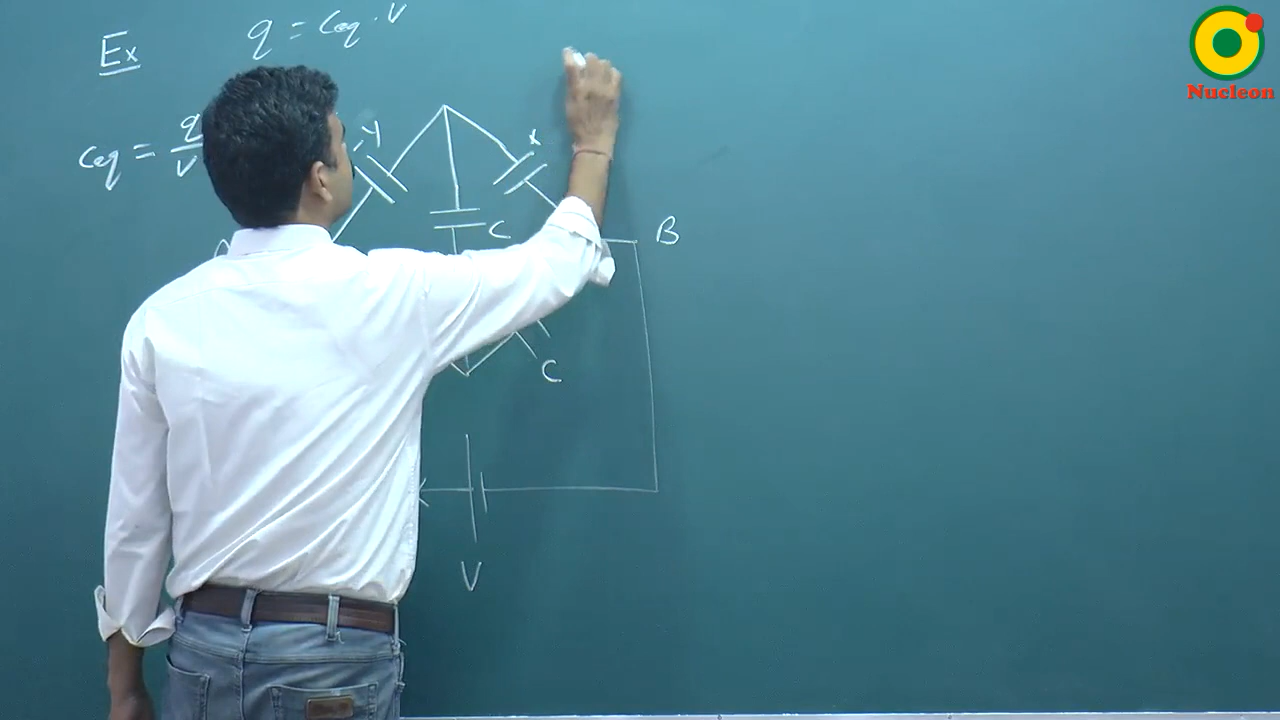 Ex
q = Ceq . V
Ceq = q/V
C
B
C
V
Nucleon